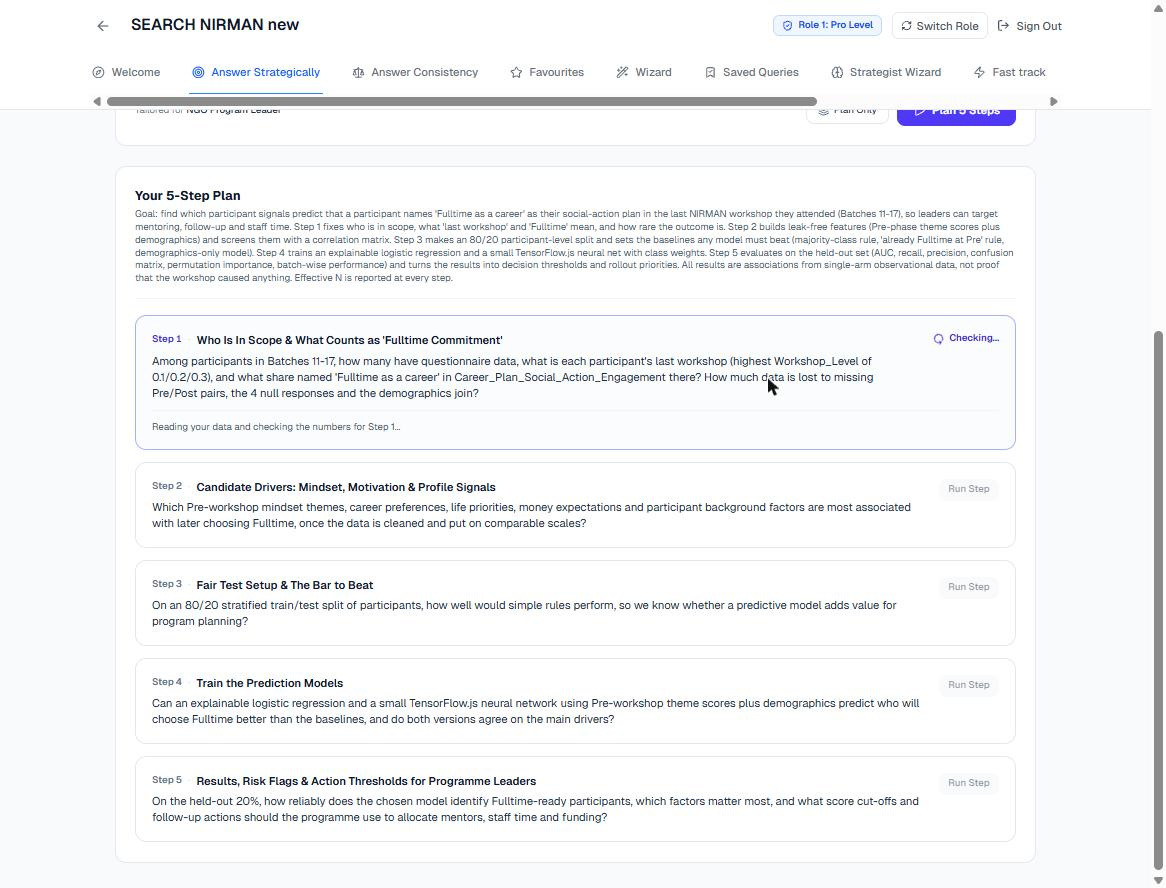 SEARCH NIRMAN new
Role 1: Pro Level
Switch Role
Sign Out
Welcome
Answer Strategically
Answer Consistency
Favourites
Wizard
Saved Queries
Strategist Wizard
Fast track
Tailored for NGO Program Leader
Plan Only
Plan 5 Steps
Your 5-Step Plan
Goal: find which participant signals predict that a participant names 'Fulltime as a career' as their social-action plan in the last NIRMAN workshop they attended (Batches 11-17), so leaders can target
mentoring, follow-up and staff time. Step 1 fixes who is in scope, what 'last workshop' and 'Fulltime' mean, and how rare the outcome is. Step 2 builds leak-free features (Pre-phase theme scores plus
demographics) and screens them with a correlation matrix. Step 3 makes an 80/20 participant-level split and sets the baselines any model must beat (majority-class rule, 'already Fulltime at Pre' rule,
demographics-only model). Step 4 trains an explainable logistic regression and a small TensorFlow.js neural net with class weights. Step 5 evaluates on the held-out set (AUC, recall, precision, confusion
matrix, permutation importance, batch-wise performance) and turns the results into decision thresholds and rollout priorities. All results are associations from single-arm observational data, not proof
that the workshop caused anything. Effective N is reported at every step.
Step 1 · Who Is In Scope & What Counts as 'Fulltime Commitment'
Checking...
Among participants in Batches 11-17, how many have questionnaire data, what is each participant's last workshop (highest Workshop_Level of
0.1/0.2/0.3), and what share named 'Fulltime as a career' in Career_Plan_Social_Action_Engagement there? How much data is lost to missing
Pre/Post pairs, the 4 null responses and the demographics join?
Reading your data and checking the numbers for Step 1...
Step 2 · Candidate Drivers: Mindset, Motivation & Profile Signals
Run Step
Which Pre-workshop mindset themes, career preferences, life priorities, money expectations and participant background factors are most associated
with later choosing Fulltime, once the data is cleaned and put on comparable scales?
Step 3 · Fair Test Setup & The Bar to Beat
Run Step
On an 80/20 stratified train/test split of participants, how well would simple rules perform, so we know whether a predictive model adds value for
program planning?
Step 4 · Train the Prediction Models
Run Step
Can an explainable logistic regression and a small TensorFlow.js neural network using Pre-workshop theme scores plus demographics predict who will
choose Fulltime better than the baselines, and do both versions agree on the main drivers?
Step 5 · Results, Risk Flags & Action Thresholds for Programme Leaders
Run Step
On the held-out 20%, how reliably does the chosen model identify Fulltime-ready participants, which factors matter most, and what score cut-offs and
follow-up actions should the programme use to allocate mentors, staff time and funding?